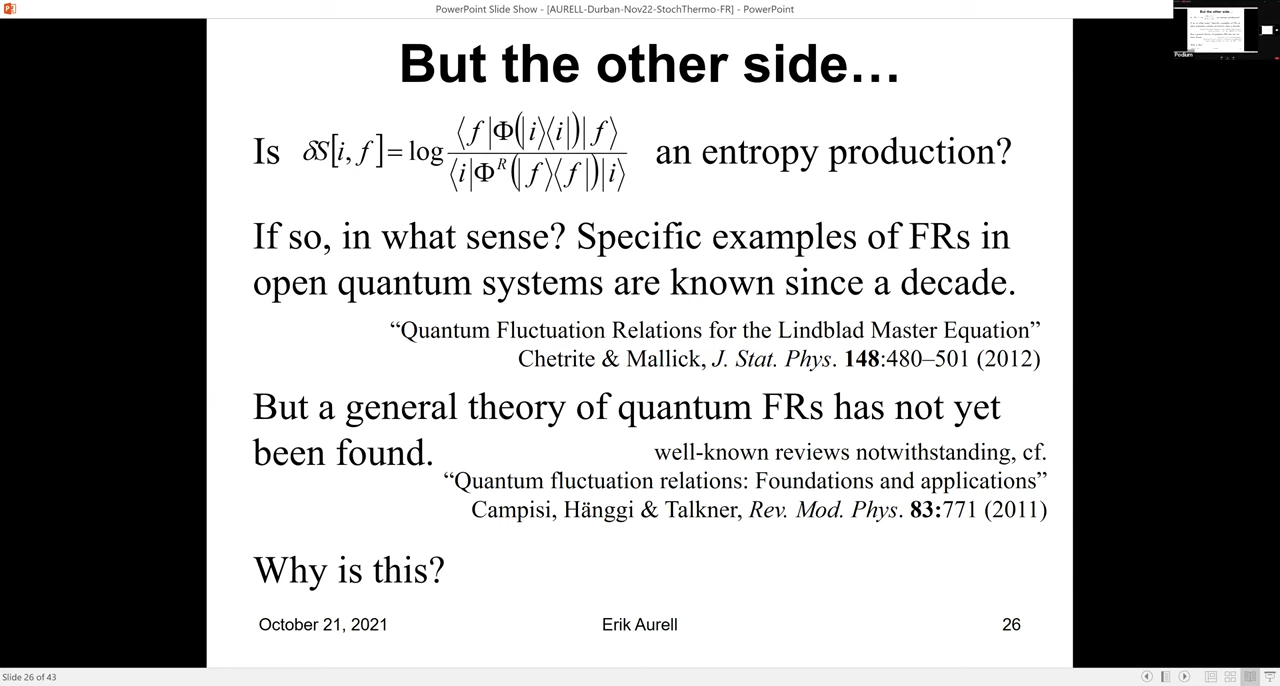 PowerPoint Slide Show - [AURELL-Durban-Nov22-StochThermo-FR] - PowerPoint
But the other side…
Is δS[i, f] = log ⟨f|Φ(|i⟩⟨i|)|f⟩ / ⟨i|Φ^R(|f⟩⟨f|)|i⟩ an entropy production?
If so, in what sense? Specific examples of FRs in
open quantum systems are known since a decade.
“Quantum Fluctuation Relations for the Lindblad Master Equation”
Chetrite & Mallick, J. Stat. Phys. 148:480–501 (2012)
But a general theory of quantum FRs has not yet
been found.
well-known reviews notwithstanding, cf.
“Quantum fluctuation relations: Foundations and applications”
Campisi, Hänggi & Talkner, Rev. Mod. Phys. 83:771 (2011)
Why is this?
October 21, 2021
Erik Aurell
26
Slide 26 of 43
Podium
But the other side…